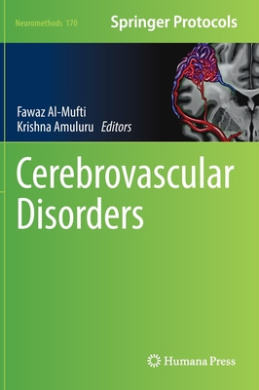 Neuromethods 170
Springer Protocols
Fawaz Al-Mufti
Krishna Amuluru Editors
Cerebrovascular
Disorders
Humana Press